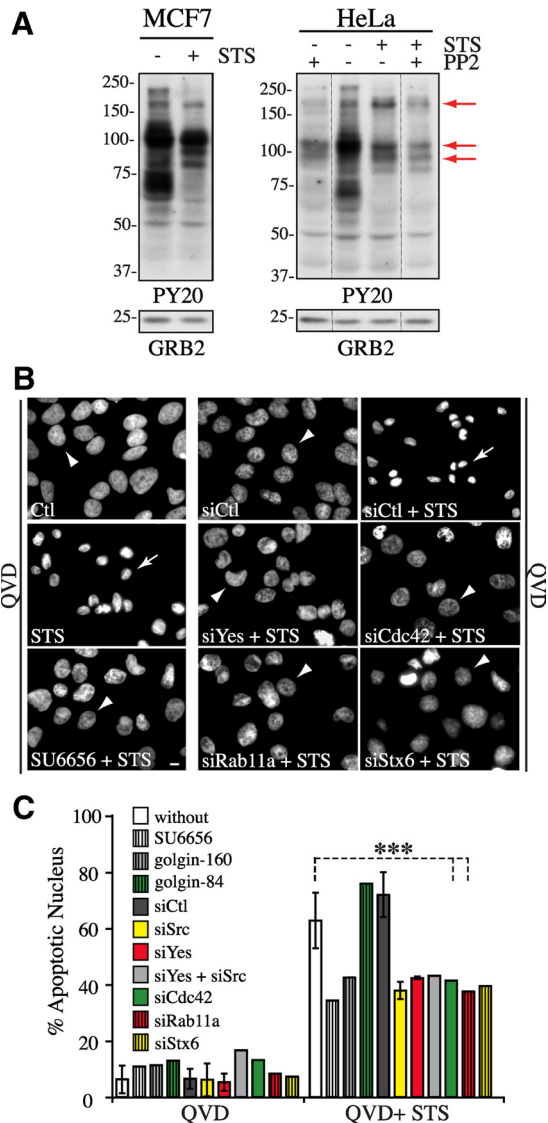 A
MCF7
HeLa
- + STS
- - + + STS
+ - - + PP2
250-
150-
100-
75-
50-
37-
250-
150-
100-
75-
50-
37-
PY20
PY20
25-
25-
GRB2
GRB2
B
QVD
QVD
Ctl
siCtl
siCtl + STS
STS
siYes + STS
siCdc42 + STS
SU6656 + STS
siRab11a + STS
siStx6 + STS
C
% Apoptotic Nucleus
100
80
60
40
20
0
without
SU6656
golgin-160
golgin-84
siCtl
siSrc
siYes
siYes + siSrc
siCdc42
siRab11a
siStx6
***
QVD
QVD+ STS